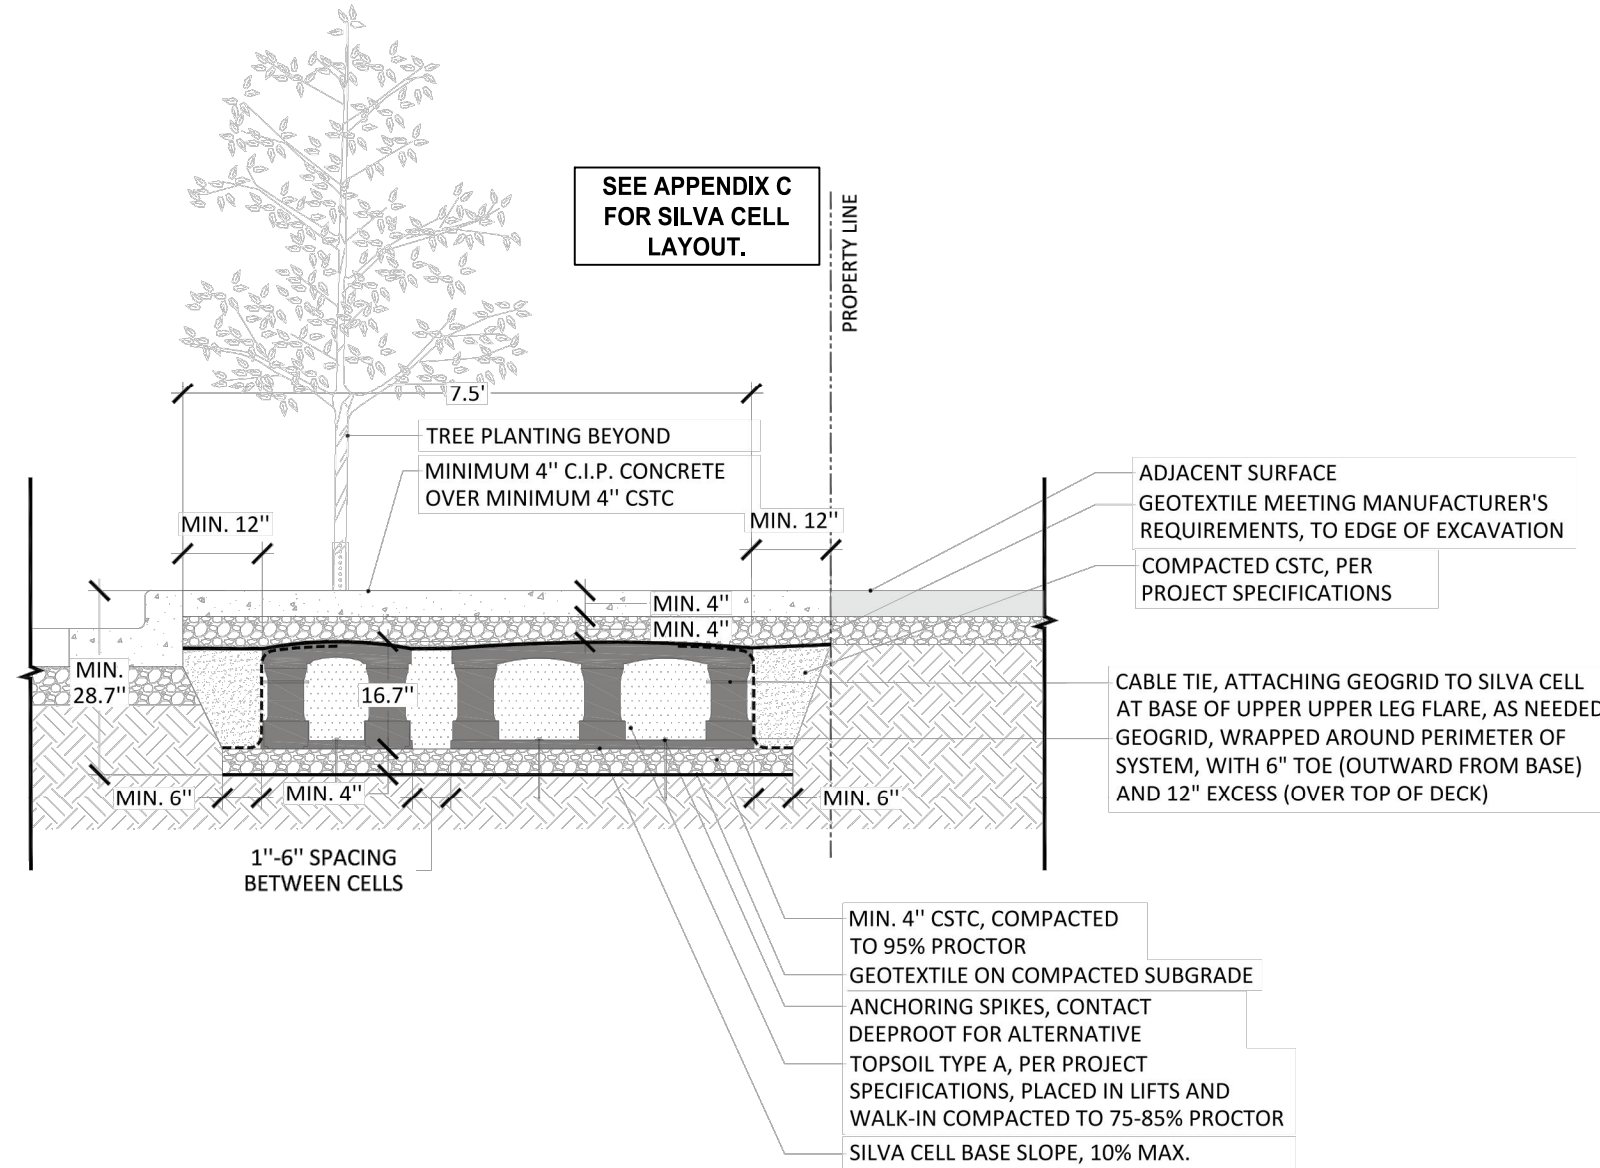 SEE APPENDIX C
FOR SILVA CELL
LAYOUT.
PROPERTY LINE
7.5'
TREE PLANTING BEYOND
MINIMUM 4" C.I.P. CONCRETE
OVER MINIMUM 4" CSTC
MIN. 12"
MIN. 12"
ADJACENT SURFACE
GEOTEXTILE MEETING MANUFACTURER'S
REQUIREMENTS, TO EDGE OF EXCAVATION
COMPACTED CSTC, PER
PROJECT SPECIFICATIONS
MIN. 4"
MIN. 4"
MIN.
28.7"
16.7"
CABLE TIE, ATTACHING GEOGRID TO SILVA CELL
AT BASE OF UPPER UPPER LEG FLARE, AS NEEDED
GEOGRID, WRAPPED AROUND PERIMETER OF
SYSTEM, WITH 6" TOE (OUTWARD FROM BASE)
AND 12" EXCESS (OVER TOP OF DECK)
MIN. 6"
MIN. 4"
MIN. 6"
1"-6" SPACING
BETWEEN CELLS
MIN. 4" CSTC, COMPACTED
TO 95% PROCTOR
GEOTEXTILE ON COMPACTED SUBGRADE
ANCHORING SPIKES, CONTACT
DEEPROOT FOR ALTERNATIVE
TOPSOIL TYPE A, PER PROJECT
SPECIFICATIONS, PLACED IN LIFTS AND
WALK-IN COMPACTED TO 75-85% PROCTOR
SILVA CELL BASE SLOPE, 10% MAX.